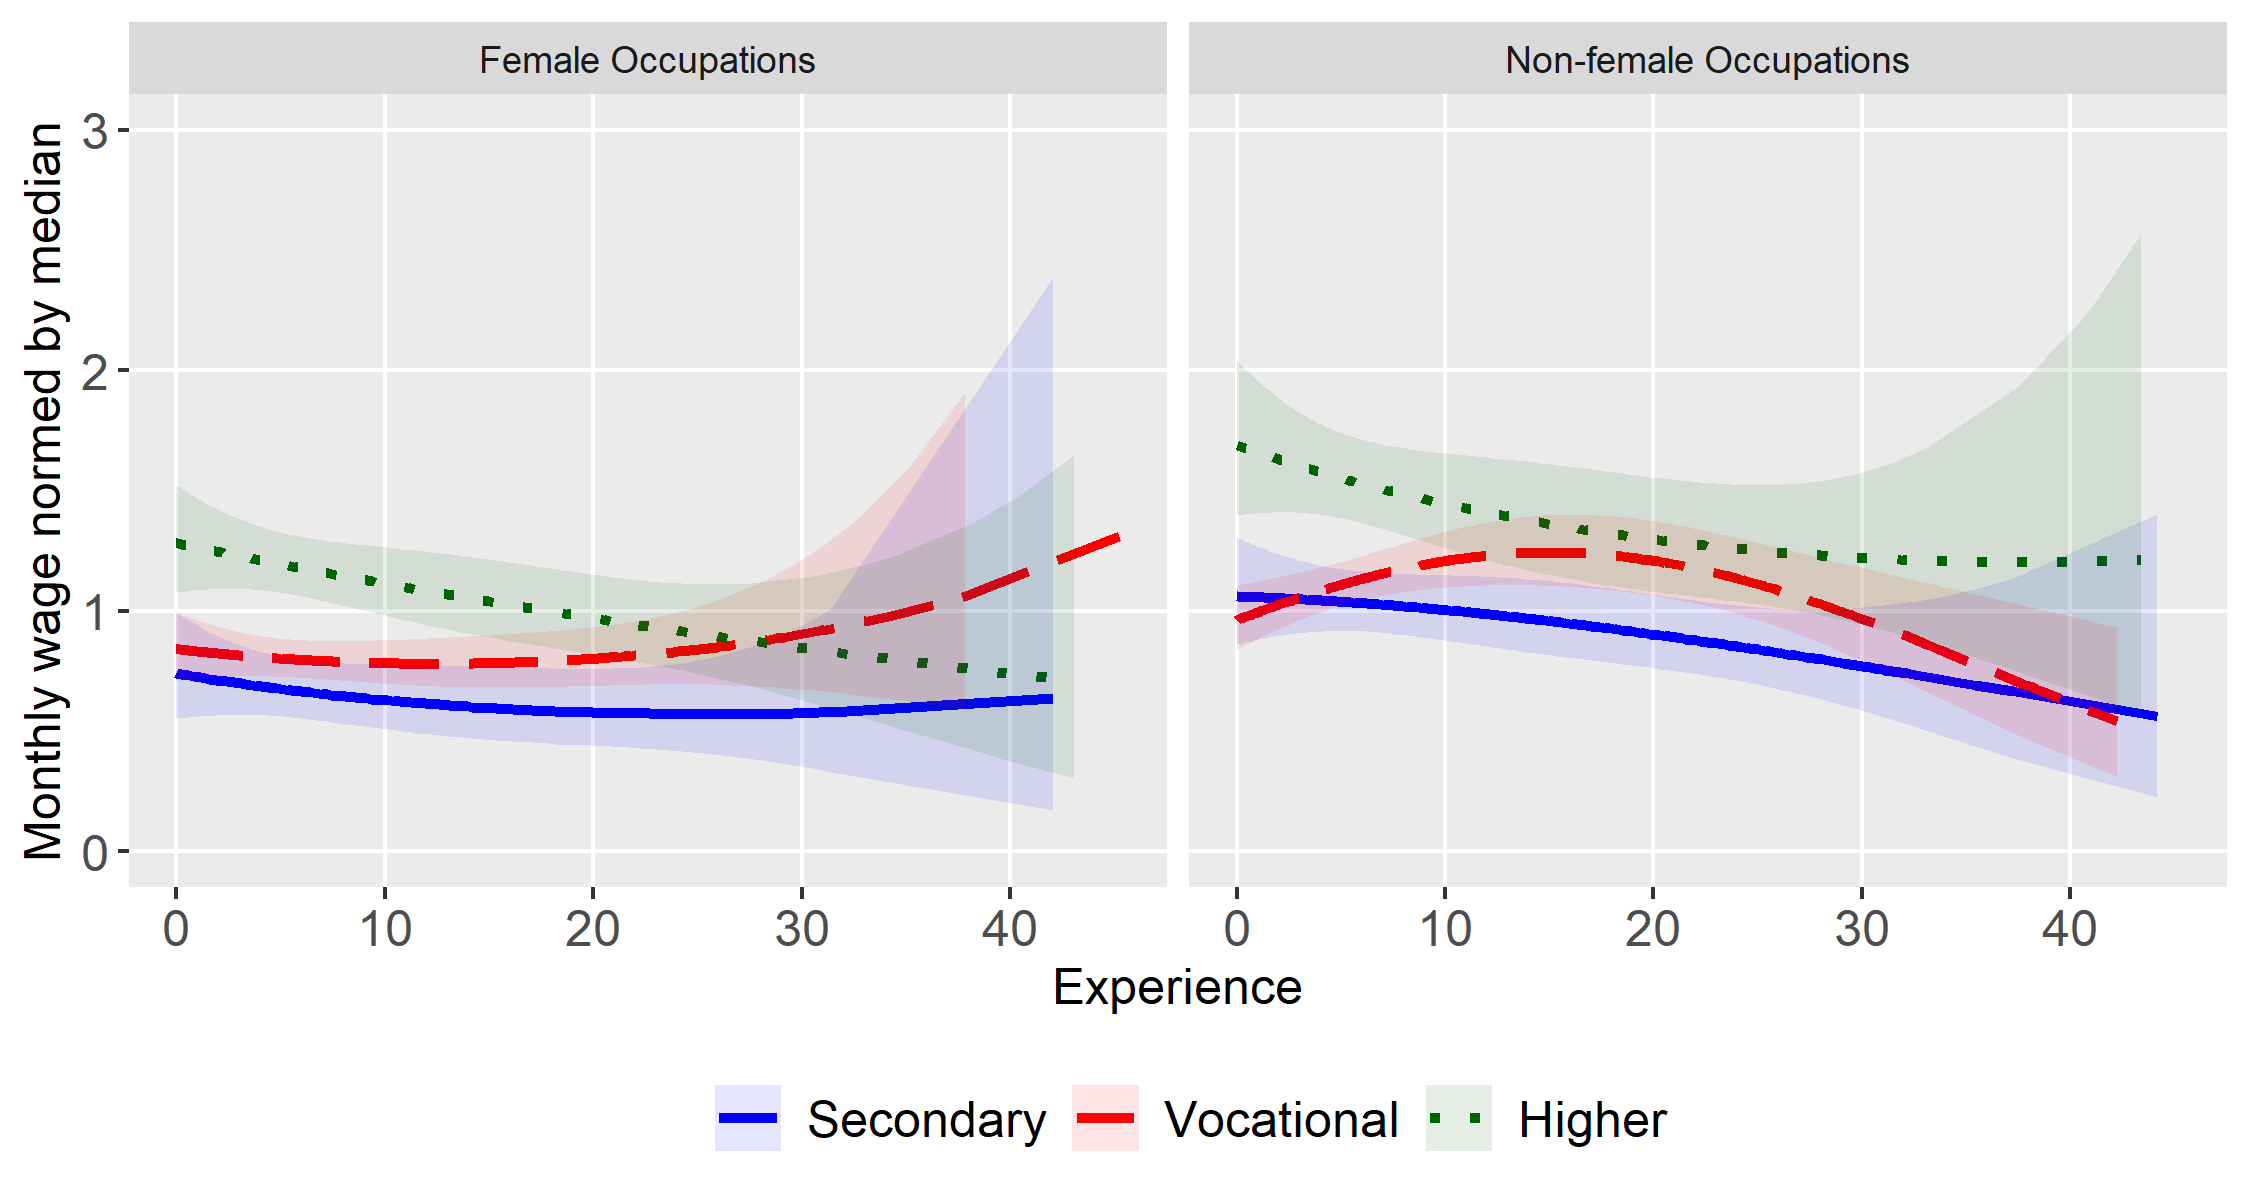 Female Occupations
Non-female Occupations
Monthly wage normed by median
3
2
1
0
0 10 20 30 40
0 10 20 30 40
Experience
Secondary Vocational Higher